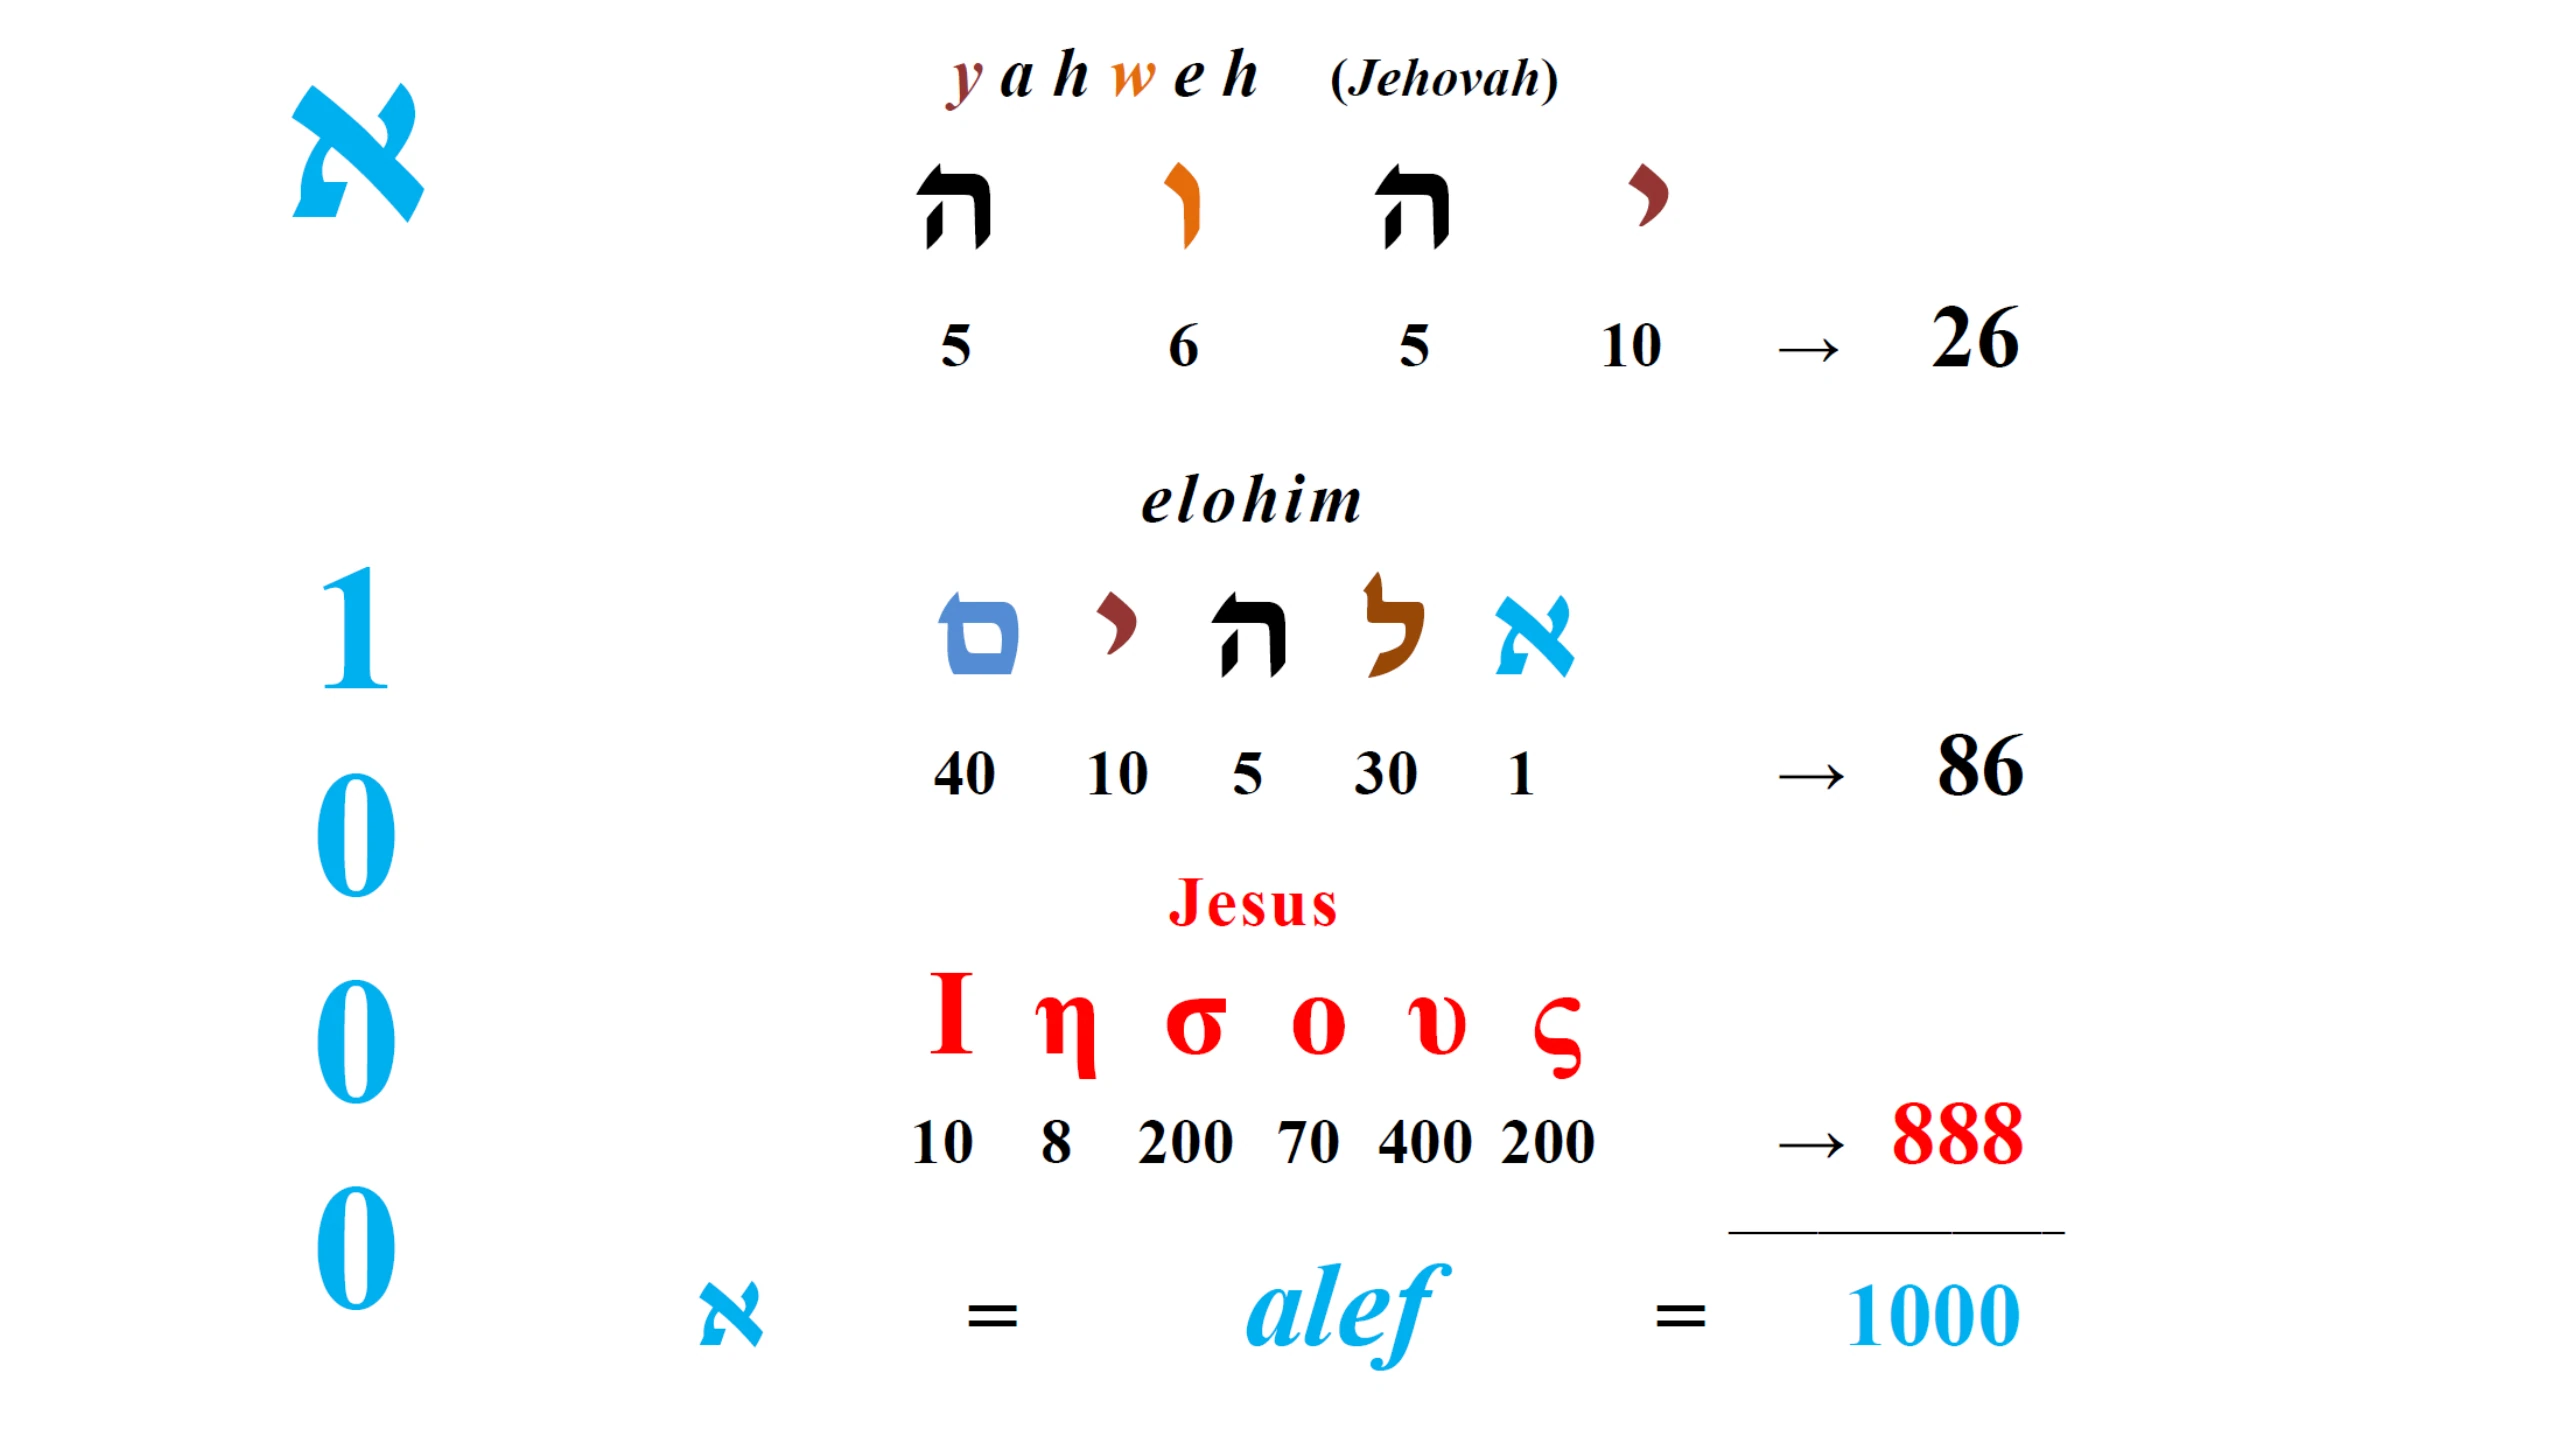 א
1
0
0
0
y a h w e h (Jehovah)
י ה ו ה
5 6 5 10 → 26
elohim
א ל ה י ם
40 10 5 30 1 → 86
Jesus
Ι η σ ο υ ς
10 8 200 70 400 200 → 888
א = alef = 1000